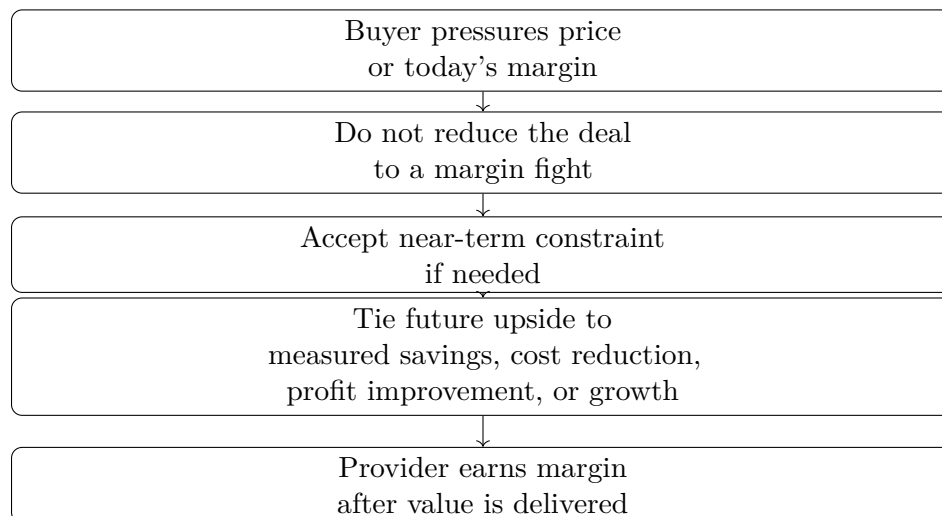 Buyer pressures price
or today's margin
Do not reduce the deal
to a margin fight
Accept near-term constraint
if needed
Tie future upside to
measured savings, cost reduction,
profit improvement, or growth
Provider earns margin
after value is delivered